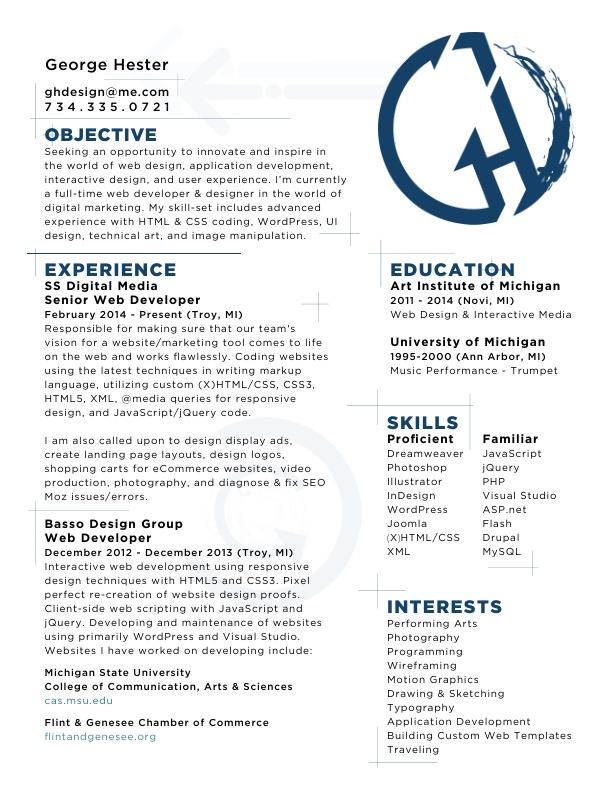 George Hester
ghdesign@me.com
734.335.0721
OBJECTIVE
Seeking an opportunity to innovate and inspire in
the world of web design, application development,
interactive design, and user experience. I'm currently
a full-time web developer & designer in the world of
digital marketing. My skill-set includes advanced
experience with HTML & CSS coding, WordPress, UI
design, technical art, and image manipulation.
EXPERIENCE
SS Digital Media
Senior Web Developer
February 2014 - Present (Troy, MI)
Responsible for making sure that our team's
vision for a website/marketing tool comes to life
on the web and works flawlessly. Coding websites
using the latest techniques in writing markup
language, utilizing custom (X)HTML/CSS, CSS3,
HTML5, XML, @media queries for responsive
design, and JavaScript/jQuery code.
I am also called upon to design display ads,
create landing page layouts, design logos,
shopping carts for eCommerce websites, video
production, photography, and diagnose & fix SEO
Moz issues/errors.
Basso Design Group
Web Developer
December 2012 - December 2013 (Troy, MI)
Interactive web development using responsive
design techniques with HTML5 and CSS3. Pixel
perfect re-creation of website design proofs.
Client-side web scripting with JavaScript and
jQuery. Developing and maintenance of websites
using primarily WordPress and Visual Studio.
Websites I have worked on developing include:
Michigan State University
College of Communication, Arts & Sciences
cas.msu.edu
Flint & Genesee Chamber of Commerce
flintandgenesee.org
EDUCATION
Art Institute of Michigan
2011 - 2014 (Novi, MI)
Web Design & Interactive Media
University of Michigan
1995-2000 (Ann Arbor, MI)
Music Performance - Trumpet
SKILLS
Proficient
Dreamweaver
Photoshop
Illustrator
InDesign
WordPress
Joomla
(X)HTML/CSS
XML
Familiar
JavaScript
jQuery
PHP
Visual Studio
ASP.net
Flash
Drupal
MySQL
INTERESTS
Performing Arts
Photography
Programming
Wireframing
Motion Graphics
Drawing & Sketching
Typography
Application Development
Building Custom Web Templates
Traveling